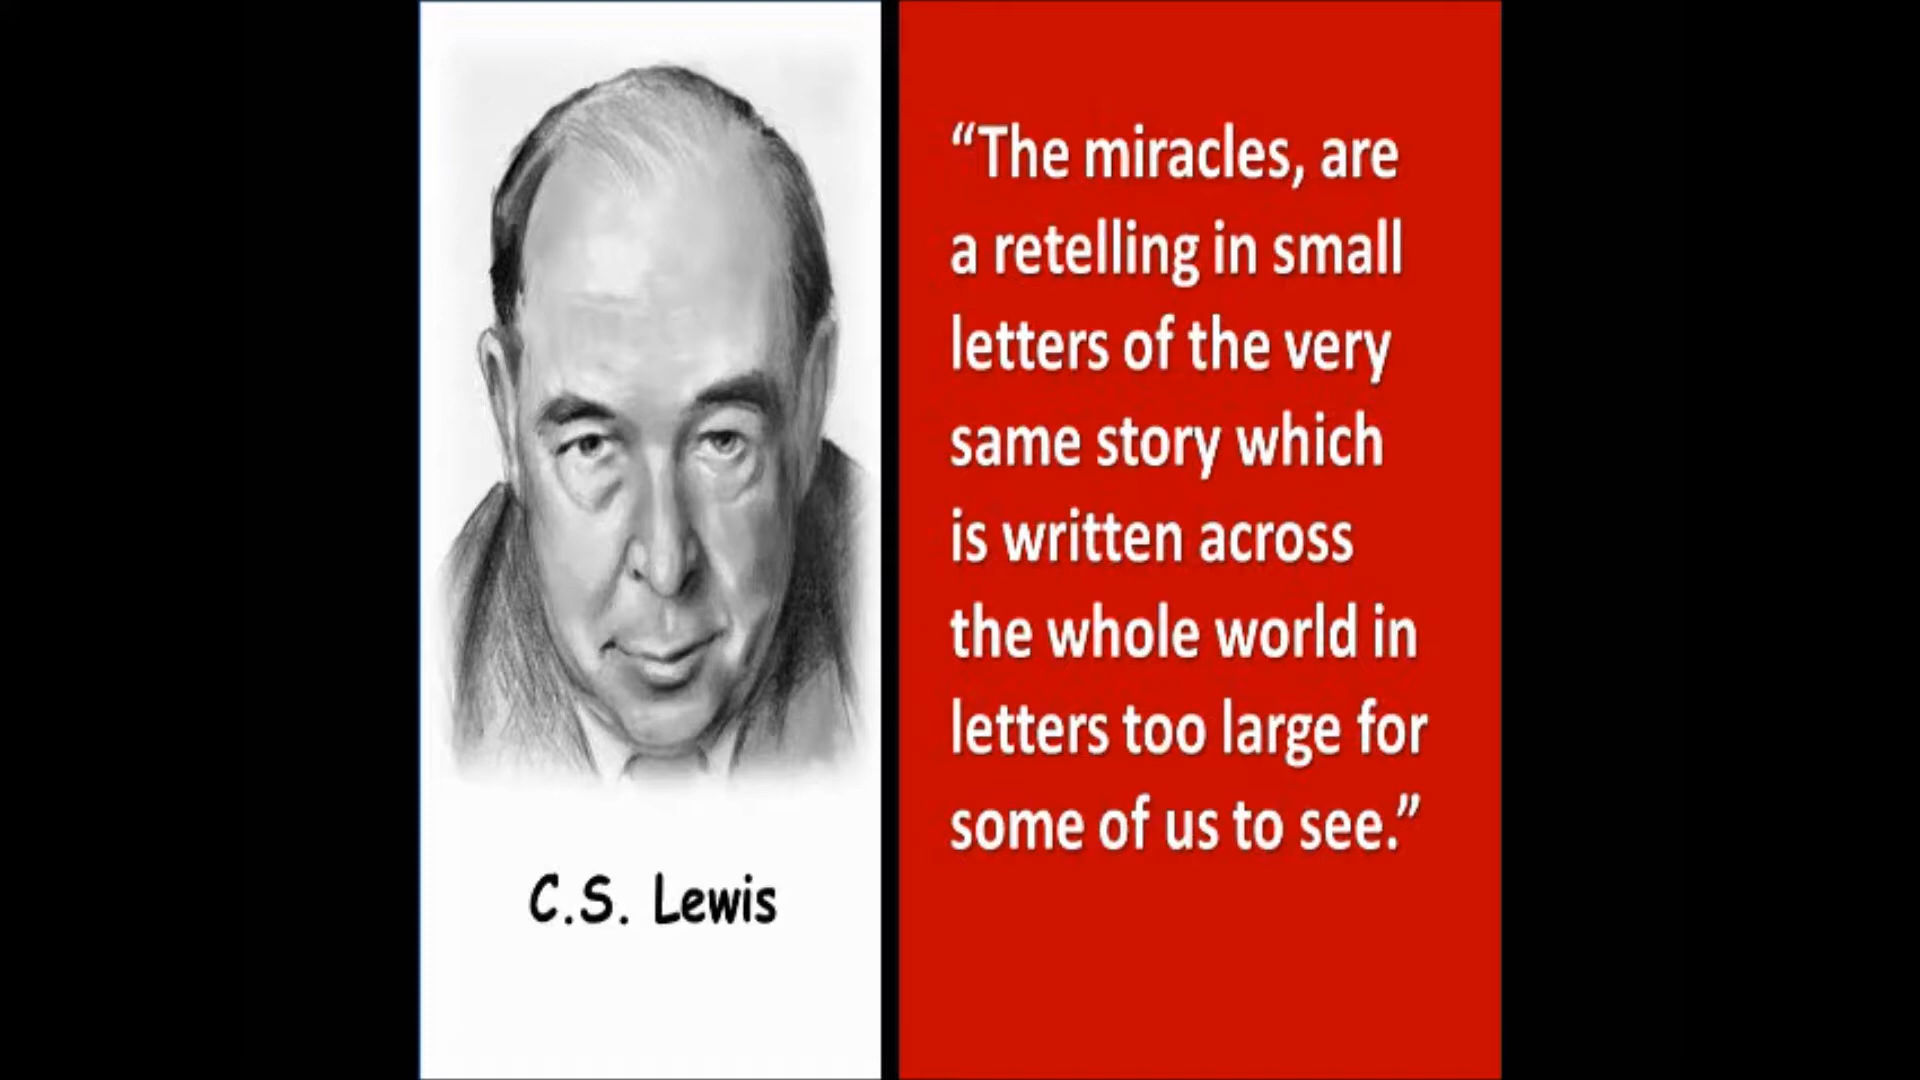 C.S. Lewis
“The miracles, are
a retelling in small
letters of the very
same story which
is written across
the whole world in
letters too large for
some of us to see.”